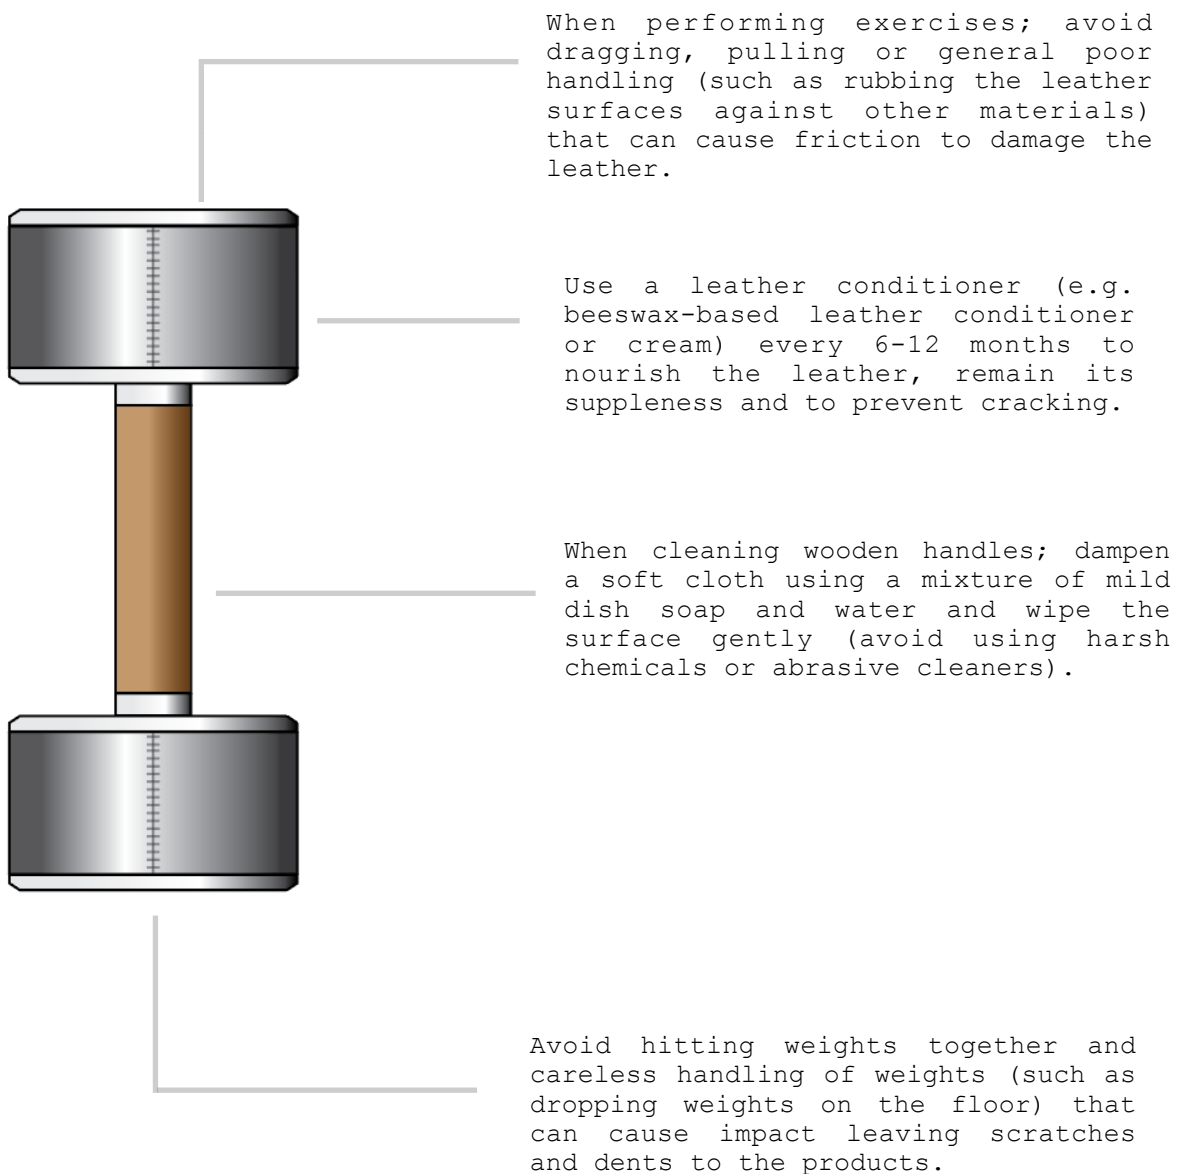 When performing exercises; avoid
dragging, pulling or general poor
handling (such as rubbing the leather
surfaces against other materials)
that can cause friction to damage the
leather.
Use a leather conditioner (e.g.
beeswax-based leather conditioner
or cream) every 6-12 months to
nourish the leather, remain its
suppleness and to prevent cracking.
When cleaning wooden handles; dampen
a soft cloth using a mixture of mild
dish soap and water and wipe the
surface gently (avoid using harsh
chemicals or abrasive cleaners).
Avoid hitting weights together and
careless handling of weights (such as
dropping weights on the floor) that
can cause impact leaving scratches
and dents to the products.